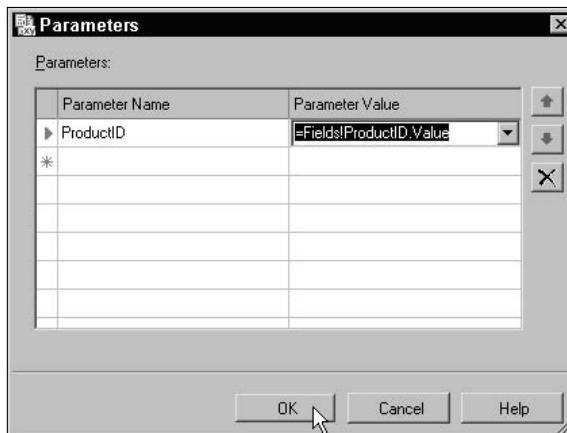 Parameters
Parameters:
Parameter Name Parameter Value
ProductID =Fields!ProductID.Value
OK Cancel Help